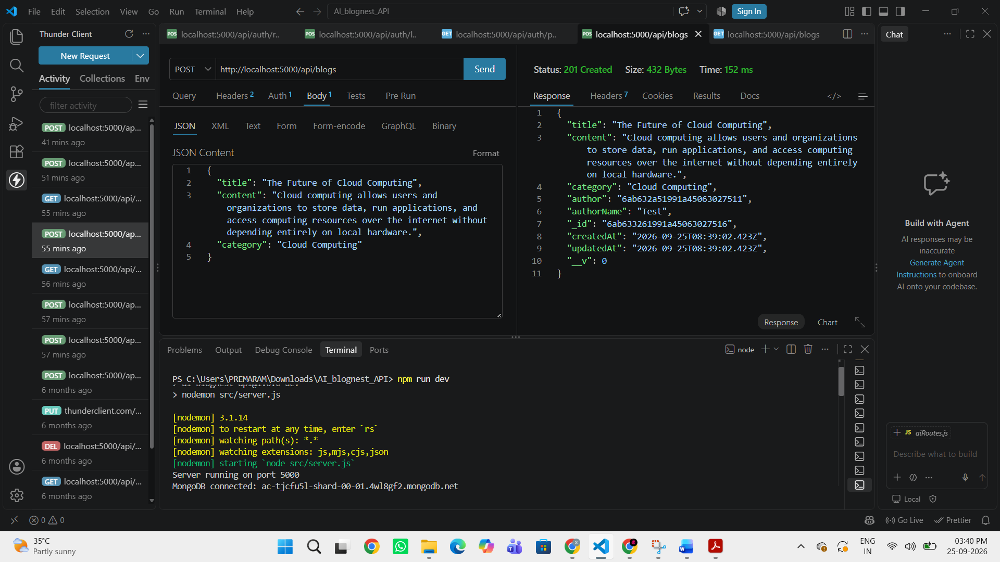 File Edit Selection View Go Run Terminal Help
AI_blognest_API
Sign In
Thunder Client
New Request
Activity Collections Env
filter activity
POST localhost:5000/ap...
41 mins ago
POST localhost:5000/ap...
51 mins ago
GET localhost:5000/api/...
55 mins ago
POST localhost:5000/ap...
55 mins ago
GET localhost:5000/api/...
56 mins ago
POST localhost:5000/ap...
57 mins ago
POST localhost:5000/ap...
57 mins ago
POST localhost:5000/ap...
6 months ago
PUT thunderclient.com/...
6 months ago
DEL localhost:5000/api/...
6 months ago
GET localhost:5000/api/...
6 months ago
POS localhost:5000/api/auth/r..
POS localhost:5000/api/auth/l..
GET localhost:5000/api/auth/p..
POS localhost:5000/api/blogs
GET localhost:5000/api/blogs
POST http://localhost:5000/api/blogs Send
Query Headers 2 Auth 1 Body 1 Tests Pre Run
JSON XML Text Form Form-encode GraphQL Binary
JSON Content Format
1 {
2 "title": "The Future of Cloud Computing",
3 "content": "Cloud computing allows users and
organizations to store data, run applications, and
access computing resources over the internet without
depending entirely on local hardware.",
4 "category": "Cloud Computing"
5 }
Status: 201 Created Size: 432 Bytes Time: 152 ms
Response Headers 7 Cookies Results Docs </>
1 {
2 "title": "The Future of Cloud Computing",
3 "content": "Cloud computing allows users and organizations
to store data, run applications, and access computing
resources over the internet without depending entirely
on local hardware.",
4 "category": "Cloud Computing",
5 "author": "6ab632a51991a45063027511",
6 "authorName": "Test",
7 "_id": "6ab633261991a45063027516",
8 "createdAt": "2026-09-25T08:39:02.423Z",
9 "updatedAt": "2026-09-25T08:39:02.423Z",
10 "__v": 0
11 }
Response Chart
Problems Output Debug Console Terminal Ports
node
PS C:\Users\PREMARAM\Downloads\AI_blognest_API> npm run dev
> nodemon src/server.js
[nodemon] 3.1.14
[nodemon] to restart at any time, enter `rs`
[nodemon] watching path(s): *.*
[nodemon] watching extensions: js,mjs,cjs,json
[nodemon] starting `node src/server.js`
Server running on port 5000
MongoDB connected: ac-tjcfu5l-shard-00-01.4wl8gf2.mongodb.net
Chat
Build with Agent
AI responses may be
inaccurate
Generate Agent
Instructions to onboard
AI onto your codebase.
JS aiRoutes.js
Describe what to build
Local
0 0
Go Live Prettier
35°C
Partly sunny
ENG
IN
03:40 PM
25-09-2026